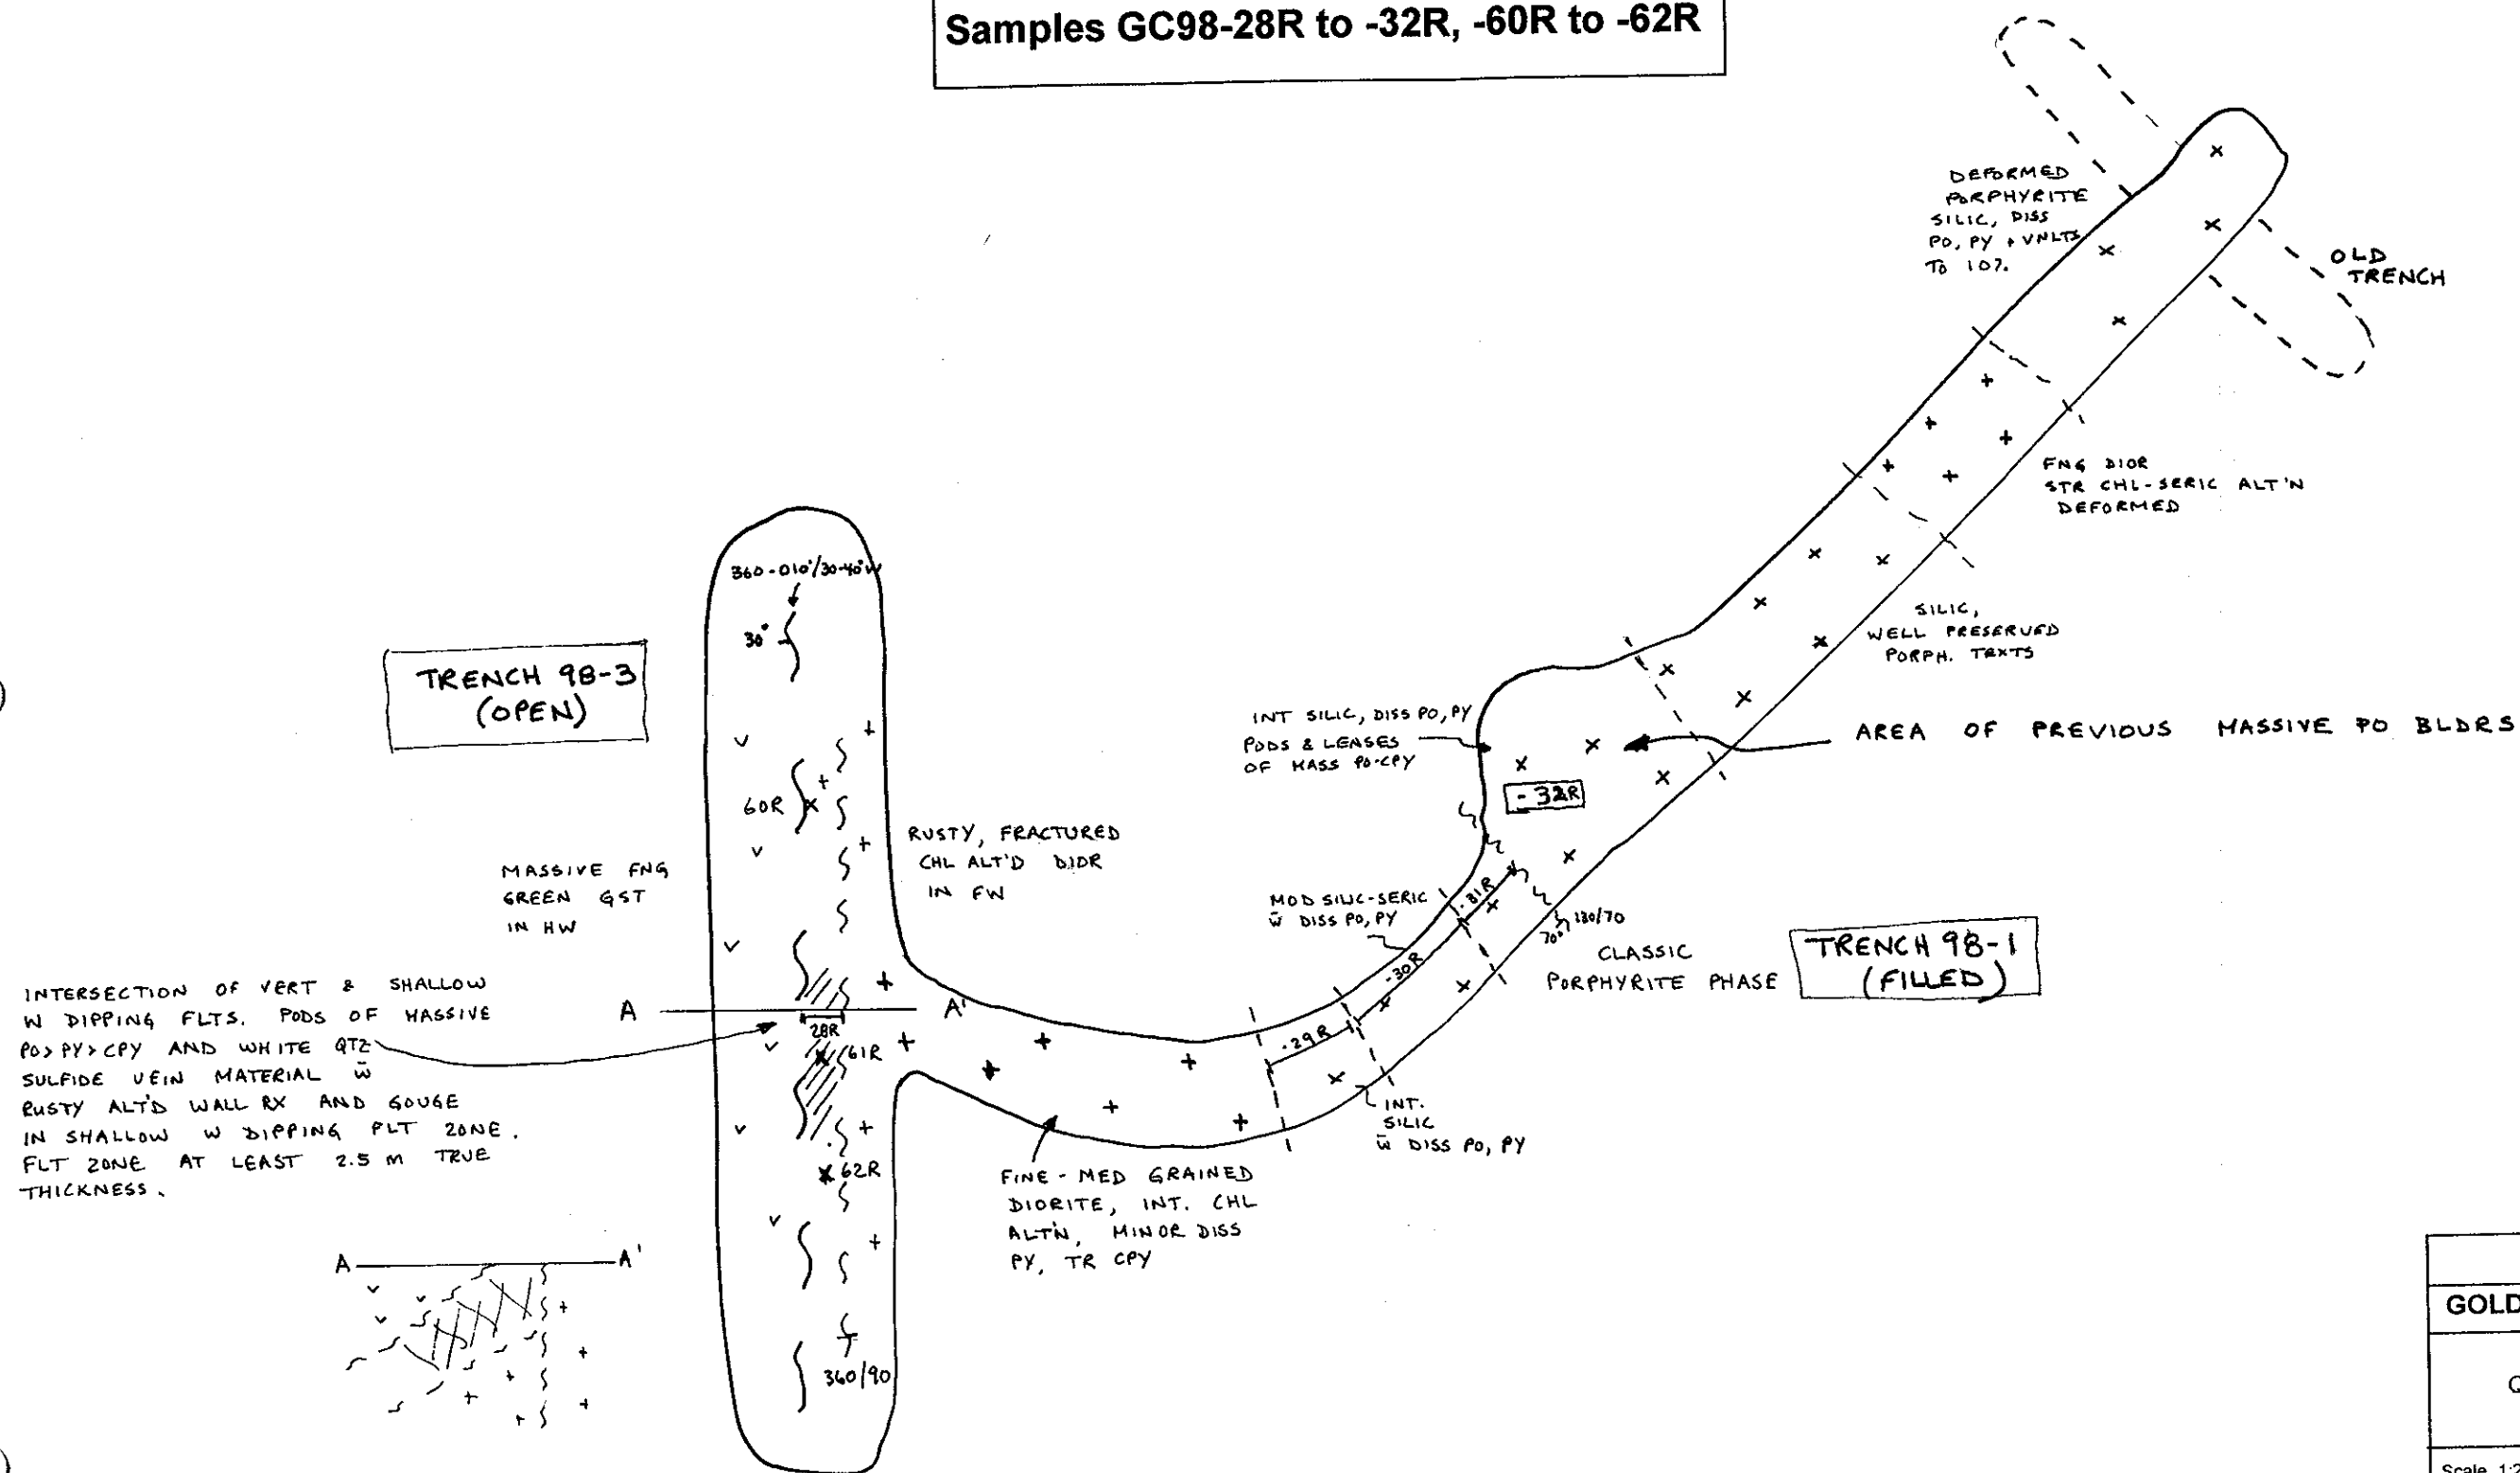 Samples GC98-28R to -32R, -60R to -62R
DEFORMED
PORPHYRITE
SILIC, DISS
PO, PY + VNLTS
TO 10%
OLD
TRENCH
FNG DIOR
STR CHL-SERIC ALT'N
DEFORMED
SILIC,
WELL PRESERVED
PORPH. TEXTS
AREA OF PREVIOUS MASSIVE PO BLDRS
INT SILIC, DISS PO, PY
PODS & LENSES
OF MASS PO-CPY
-32R
360-010°/30-40°W
30°
TRENCH 98-3
(OPEN)
60R
RUSTY, FRACTURED
CHL ALT'D DIOR
IN FW
MASSIVE FNG
GREEN GST
IN HW
MOD SILIC-SERIC
w̄ DISS PO, PY
-31R
130/70
70°
CLASSIC
PORPHYRITE PHASE
TRENCH 98-1
(FILLED)
-30R
-29R
INT.
SILIC
w̄ DISS PO, PY
INTERSECTION OF VERT & SHALLOW
W DIPPING FLTS. PODS OF MASSIVE
PO>PY>CPY AND WHITE QTZ
SULFIDE VEIN MATERIAL w̄
RUSTY ALT'D WALL RX AND GOUGE
IN SHALLOW W DIPPING FLT ZONE.
FLT ZONE AT LEAST 2.5 M TRUE
THICKNESS.
A A'
28R
61R
62R
FINE - MED GRAINED
DIORITE, INT. CHL
ALT'N, MINOR DISS
PY, TR CPY
360/90
A A'
GOLD
Scale 1:2